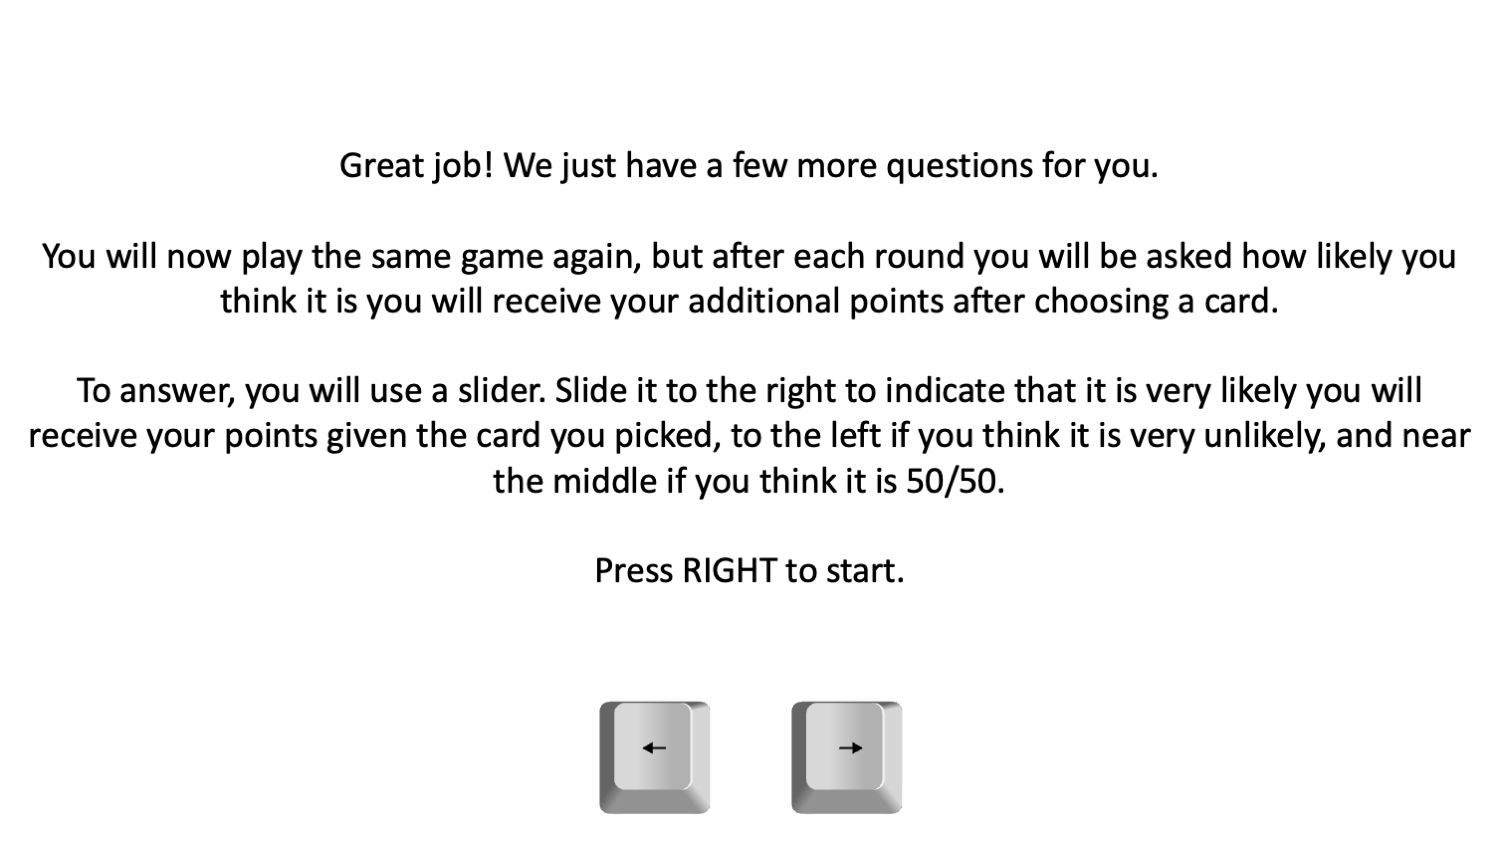 Great job! We just have a few more questions for you.
You will now play the same game again, but after each round you will be asked how likely you
think it is you will receive your additional points after choosing a card.
To answer, you will use a slider. Slide it to the right to indicate that it is very likely you will
receive your points given the card you picked, to the left if you think it is very unlikely, and near
the middle if you think it is 50/50.
Press RIGHT to start.
← →